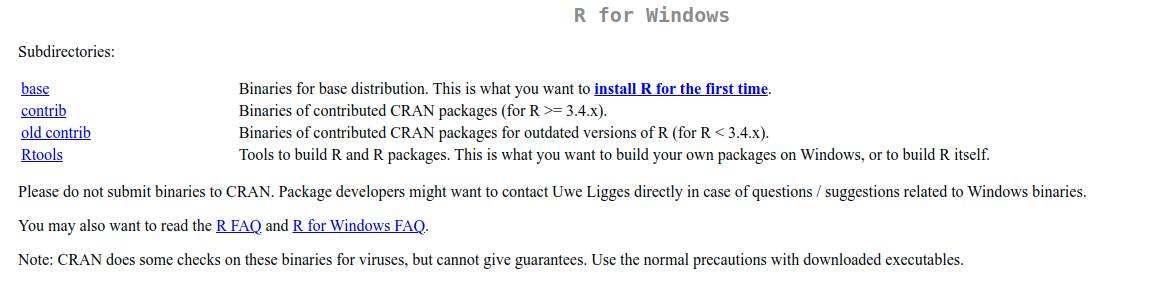 R for Windows
Subdirectories:
base Binaries for base distribution. This is what you want to install R for the first time.
contrib Binaries of contributed CRAN packages (for R >= 3.4.x).
old contrib Binaries of contributed CRAN packages for outdated versions of R (for R < 3.4.x).
Rtools Tools to build R and R packages. This is what you want to build your own packages on Windows, or to build R itself.
Please do not submit binaries to CRAN. Package developers might want to contact Uwe Ligges directly in case of questions / suggestions related to Windows binaries.
You may also want to read the R FAQ and R for Windows FAQ.
Note: CRAN does some checks on these binaries for viruses, but cannot give guarantees. Use the normal precautions with downloaded executables.